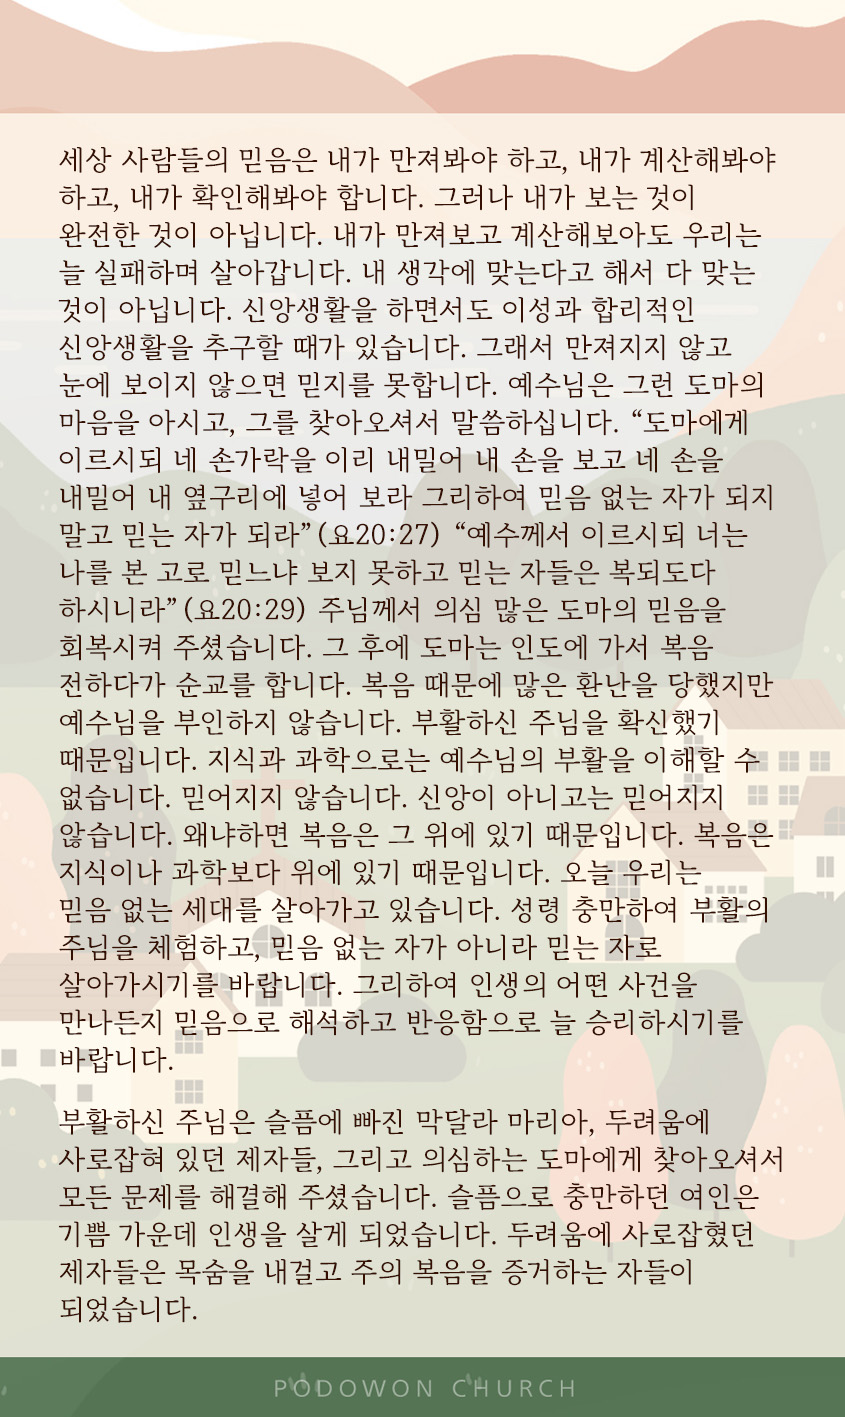 세상 사람들의 믿음은 내가 만져봐야 하고, 내가 계산해봐야
하고, 내가 확인해봐야 합니다. 그러나 내가 보는 것이
완전한 것이 아닙니다. 내가 만져보고 계산해보아도 우리는
늘 실패하며 살아갑니다. 내 생각에 맞는다고 해서 다 맞는
것이 아닙니다. 신앙생활을 하면서도 이성과 합리적인
신앙생활을 추구할 때가 있습니다. 그래서 만져지지 않고
눈에 보이지 않으면 믿지를 못합니다. 예수님은 그런 도마의
마음을 아시고, 그를 찾아오셔서 말씀하십니다. “도마에게
이르시되 네 손가락을 이리 내밀어 내 손을 보고 네 손을
내밀어 내 옆구리에 넣어 보라 그리하여 믿음 없는 자가 되지
말고 믿는 자가 되라”(요20:27) “예수께서 이르시되 너는
나를 본 고로 믿느냐 보지 못하고 믿는 자들은 복되도다
하시니라”(요20:29) 주님께서 의심 많은 도마의 믿음을
회복시켜 주셨습니다. 그 후에 도마는 인도에 가서 복음
전하다가 순교를 합니다. 복음 때문에 많은 환난을 당했지만
예수님을 부인하지 않습니다. 부활하신 주님을 확신했기
때문입니다. 지식과 과학으로는 예수님의 부활을 이해할 수
없습니다. 믿어지지 않습니다. 신앙이 아니고는 믿어지지
않습니다. 왜냐하면 복음은 그 위에 있기 때문입니다. 복음은
지식이나 과학보다 위에 있기 때문입니다. 오늘 우리는
믿음 없는 세대를 살아가고 있습니다. 성령 충만하여 부활의
주님을 체험하고, 믿음 없는 자가 아니라 믿는 자로
살아가시기를 바랍니다. 그리하여 인생의 어떤 사건을
만나든지 믿음으로 해석하고 반응함으로 늘 승리하시기를
바랍니다.
부활하신 주님은 슬픔에 빠진 막달라 마리아, 두려움에
사로잡혀 있던 제자들, 그리고 의심하는 도마에게 찾아오셔서
모든 문제를 해결해 주셨습니다. 슬픔으로 충만하던 여인은
기쁨 가운데 인생을 살게 되었습니다. 두려움에 사로잡혔던
제자들은 목숨을 내걸고 주의 복음을 증거하는 자들이
되었습니다.
PODOWON CHURCH